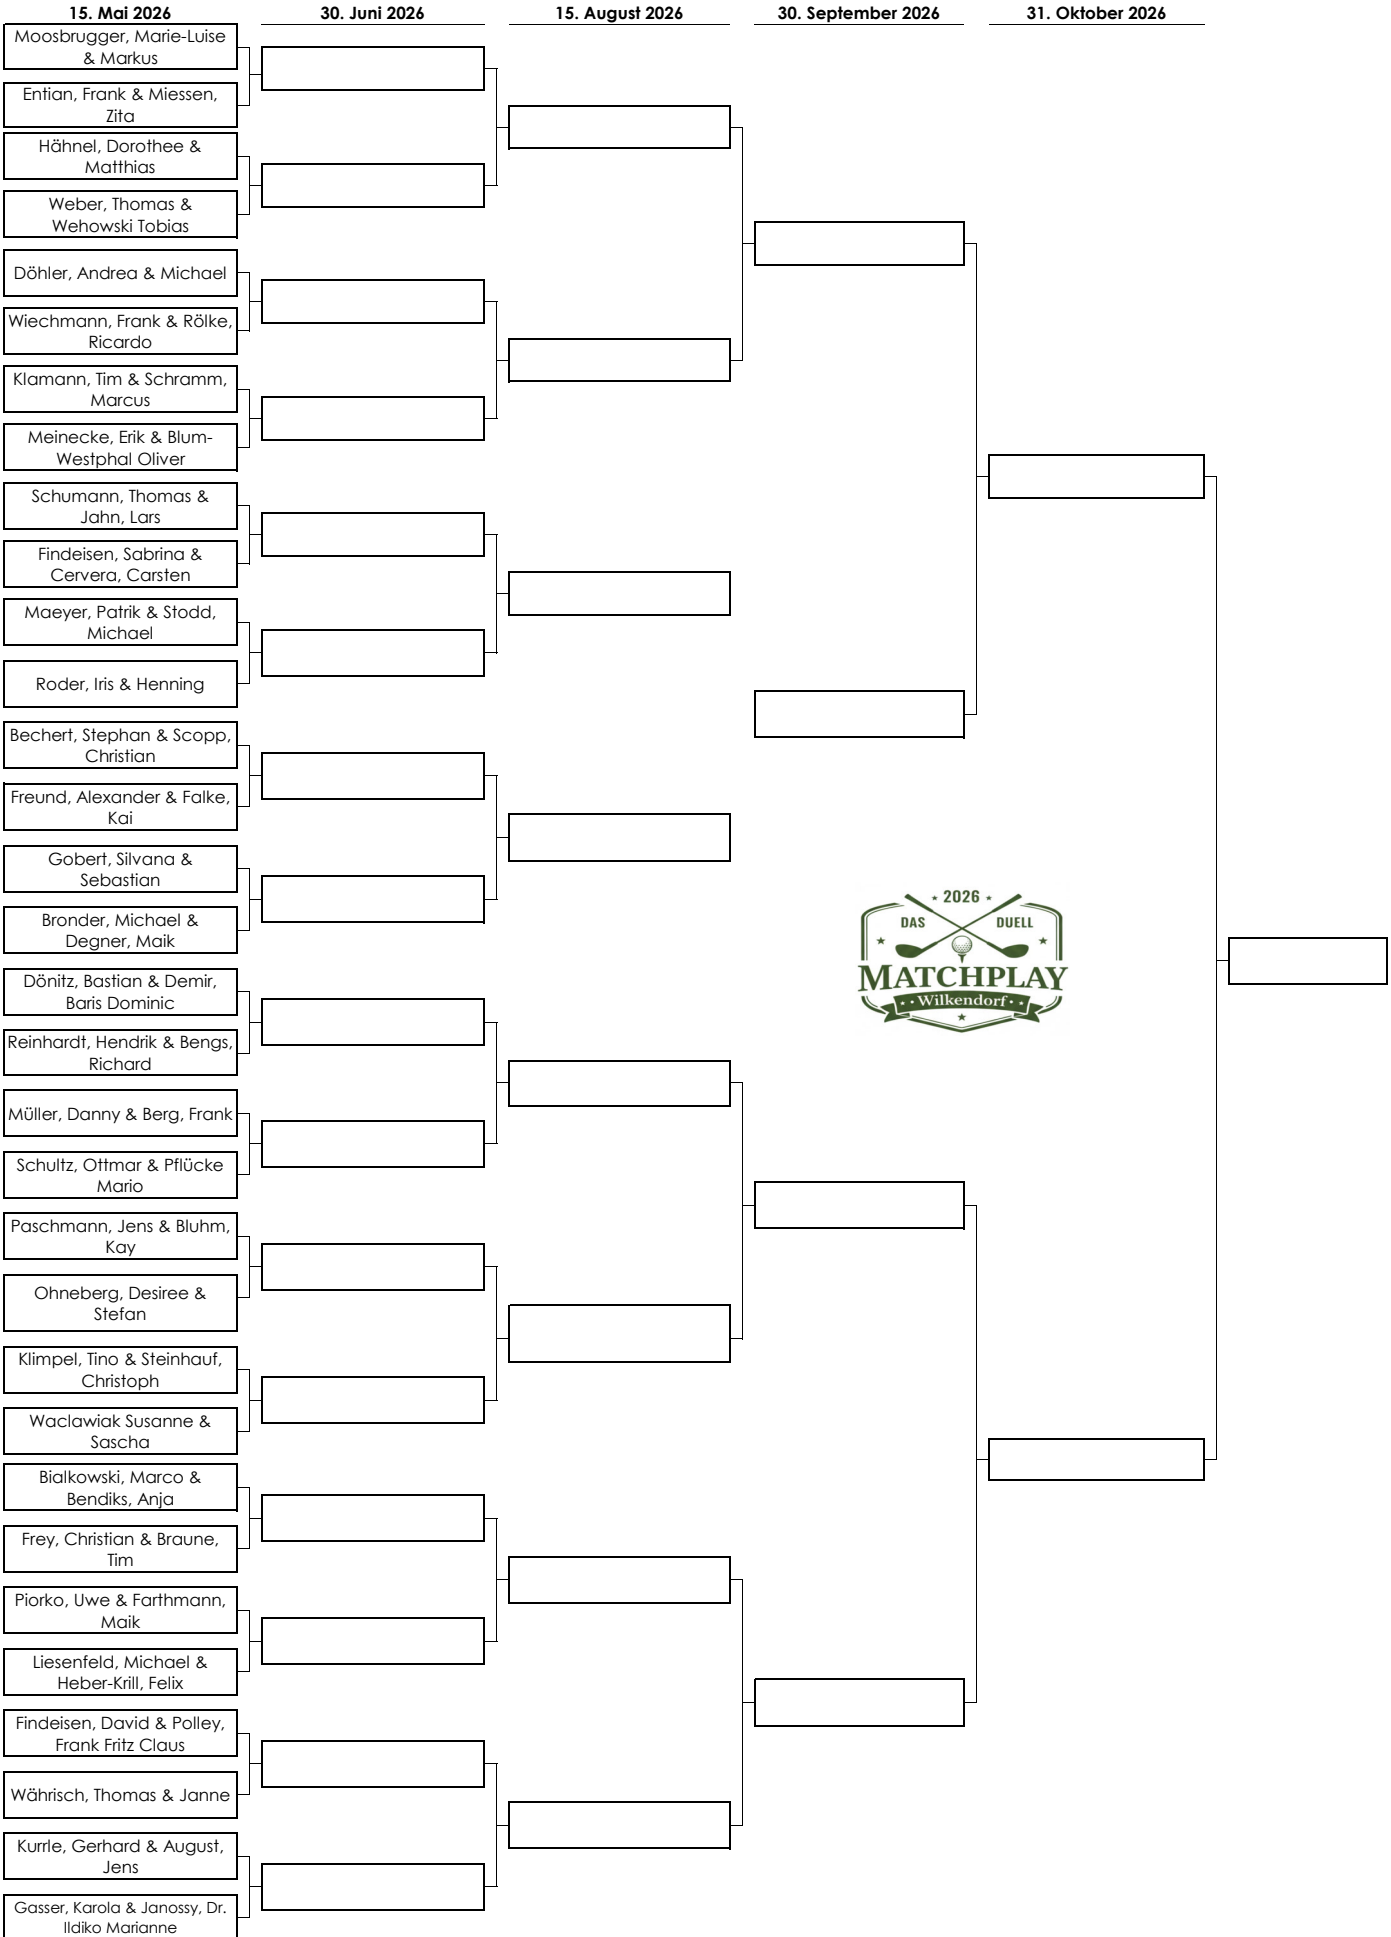 15. Mai 2026
30. Juni 2026
15. August 2026
30. September 2026
31. Oktober 2026
Moosbrugger, Marie-Luise
& Markus
Entian, Frank & Miessen,
Zita
Hähnel, Dorothee &
Matthias
Weber, Thomas &
Wehowski Tobias
Döhler, Andrea & Michael
Wiechmann, Frank & Rölke,
Ricardo
Klamann, Tim & Schramm,
Marcus
Meinecke, Erik & Blum-
Westphal Oliver
Schumann, Thomas &
Jahn, Lars
Findeisen, Sabrina &
Cervera, Carsten
Maeyer, Patrik & Stodd,
Michael
Roder, Iris & Henning
Bechert, Stephan & Scopp,
Christian
Freund, Alexander & Falke,
Kai
Gobert, Silvana &
Sebastian
Bronder, Michael &
Degner, Maik
Dönitz, Bastian & Demir,
Baris Dominic
Reinhardt, Hendrik & Bengs,
Richard
Müller, Danny & Berg, Frank
Schultz, Ottmar & Pflücke
Mario
Paschmann, Jens & Bluhm,
Kay
Ohneberg, Desiree &
Stefan
Klimpel, Tino & Steinhauf,
Christoph
Waclawiak Susanne &
Sascha
Bialkowski, Marco &
Bendiks, Anja
Frey, Christian & Braune,
Tim
Piorko, Uwe & Farthmann,
Maik
Liesenfeld, Michael &
Heber-Krill, Felix
Findeisen, David & Polley,
Frank Fritz Claus
Währisch, Thomas & Janne
Kurrle, Gerhard & August,
Jens
Gasser, Karola & Janossy, Dr.
Ildiko Marianne
2026
DAS DUELL
MATCHPLAY
Wilkendorf